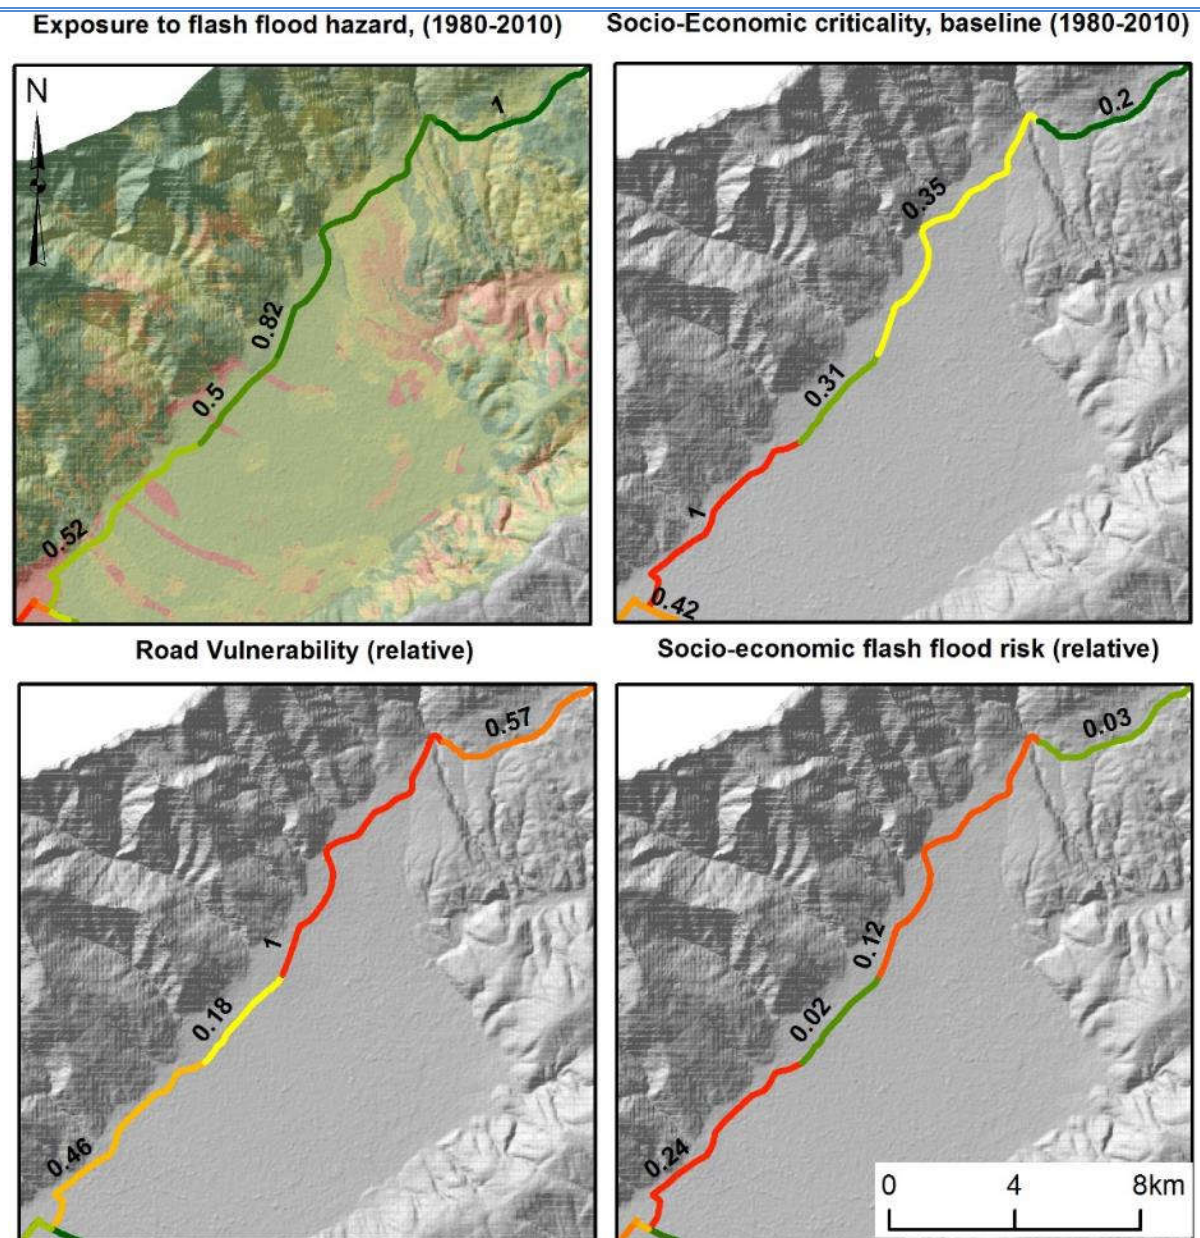 Exposure to flash flood hazard, (1980-2010)
N
1
0.82
0.5
0.52
Socio-Economic criticality, baseline (1980-2010)
0.2
0.35
0.31
1
0.42
Road Vulnerability (relative)
0.57
1
0.18
0.46
Socio-economic flash flood risk (relative)
0.03
0.12
0.02
0.24
0 4 8km